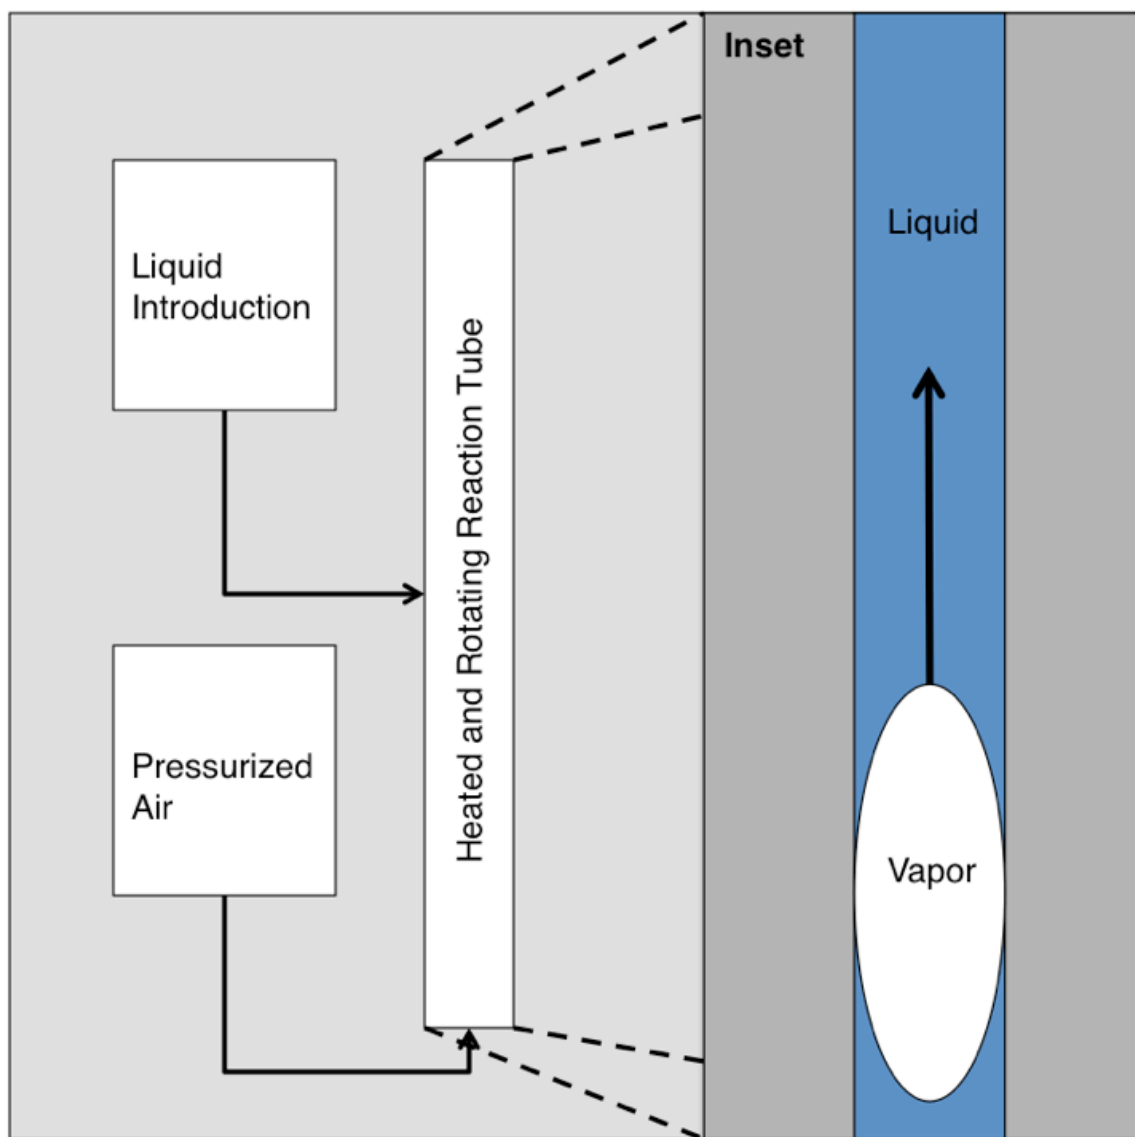 Inset
Liquid
Introduction
Pressurized
Air
Heated and Rotating Reaction Tube
Liquid
Vapor